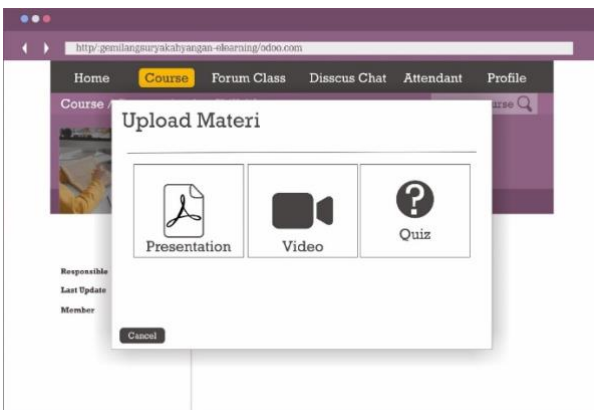 http/:gemilangsuryakahyangan-elearning/odoo.com
Home Course Forum Class Disscus Chat Attendant Profile
Course /
urse
Upload Materi
Presentation Video Quiz
Responsible
Last Update
Member
Cancel